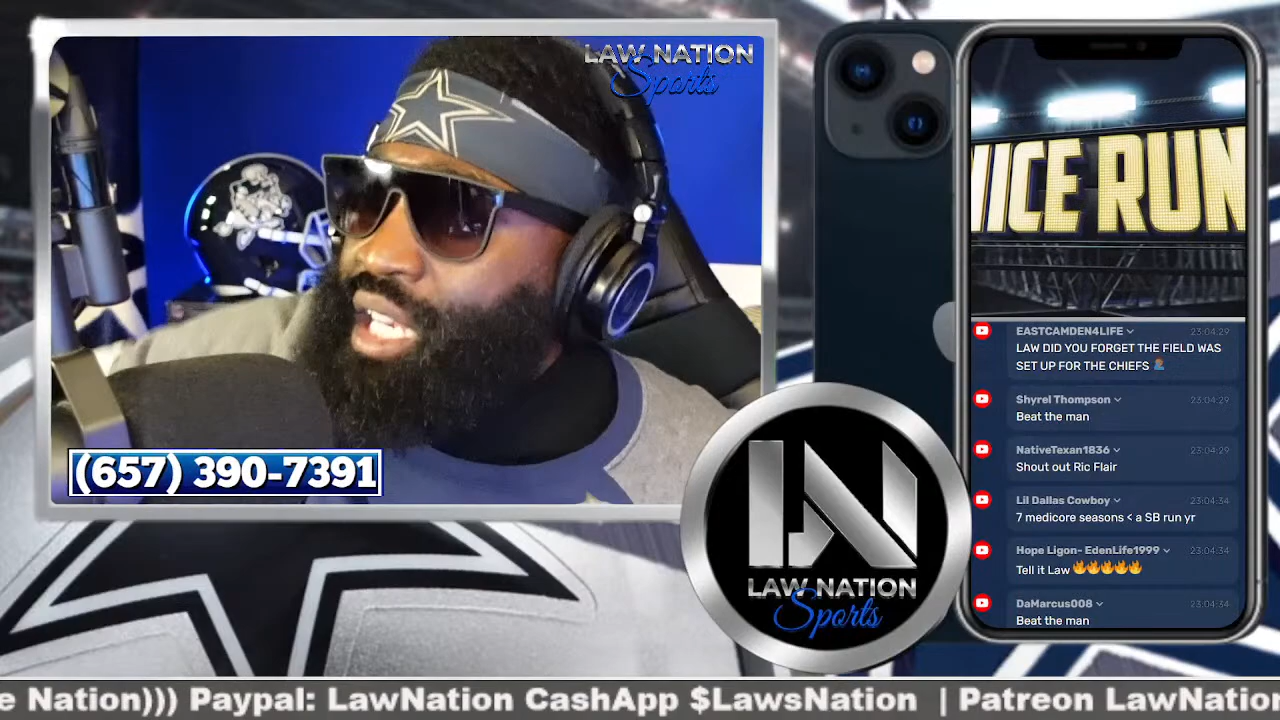 LAW NATION
Sports
(657) 390-7391
NICE RUN
EASTCAMDEN4LIFE 23:04:29
LAW DID YOU FORGET THE FIELD WAS
SET UP FOR THE CHIEFS
Shyrel Thompson 23:04:29
Beat the man
NativeTexan1836 23:04:29
Shout out Ric Flair
Lil Dallas Cowboy 23:04:34
7 medicore seasons < a SB run yr
Hope Ligon- EdenLife1999 23:04:34
Tell it Law 🔥🔥🔥🔥🔥
DaMarcus008 23:04:34
Beat the man
LAW NATION
Sports
e Nation))) Paypal: LawNation CashApp $LawsNation | Patreon LawNation